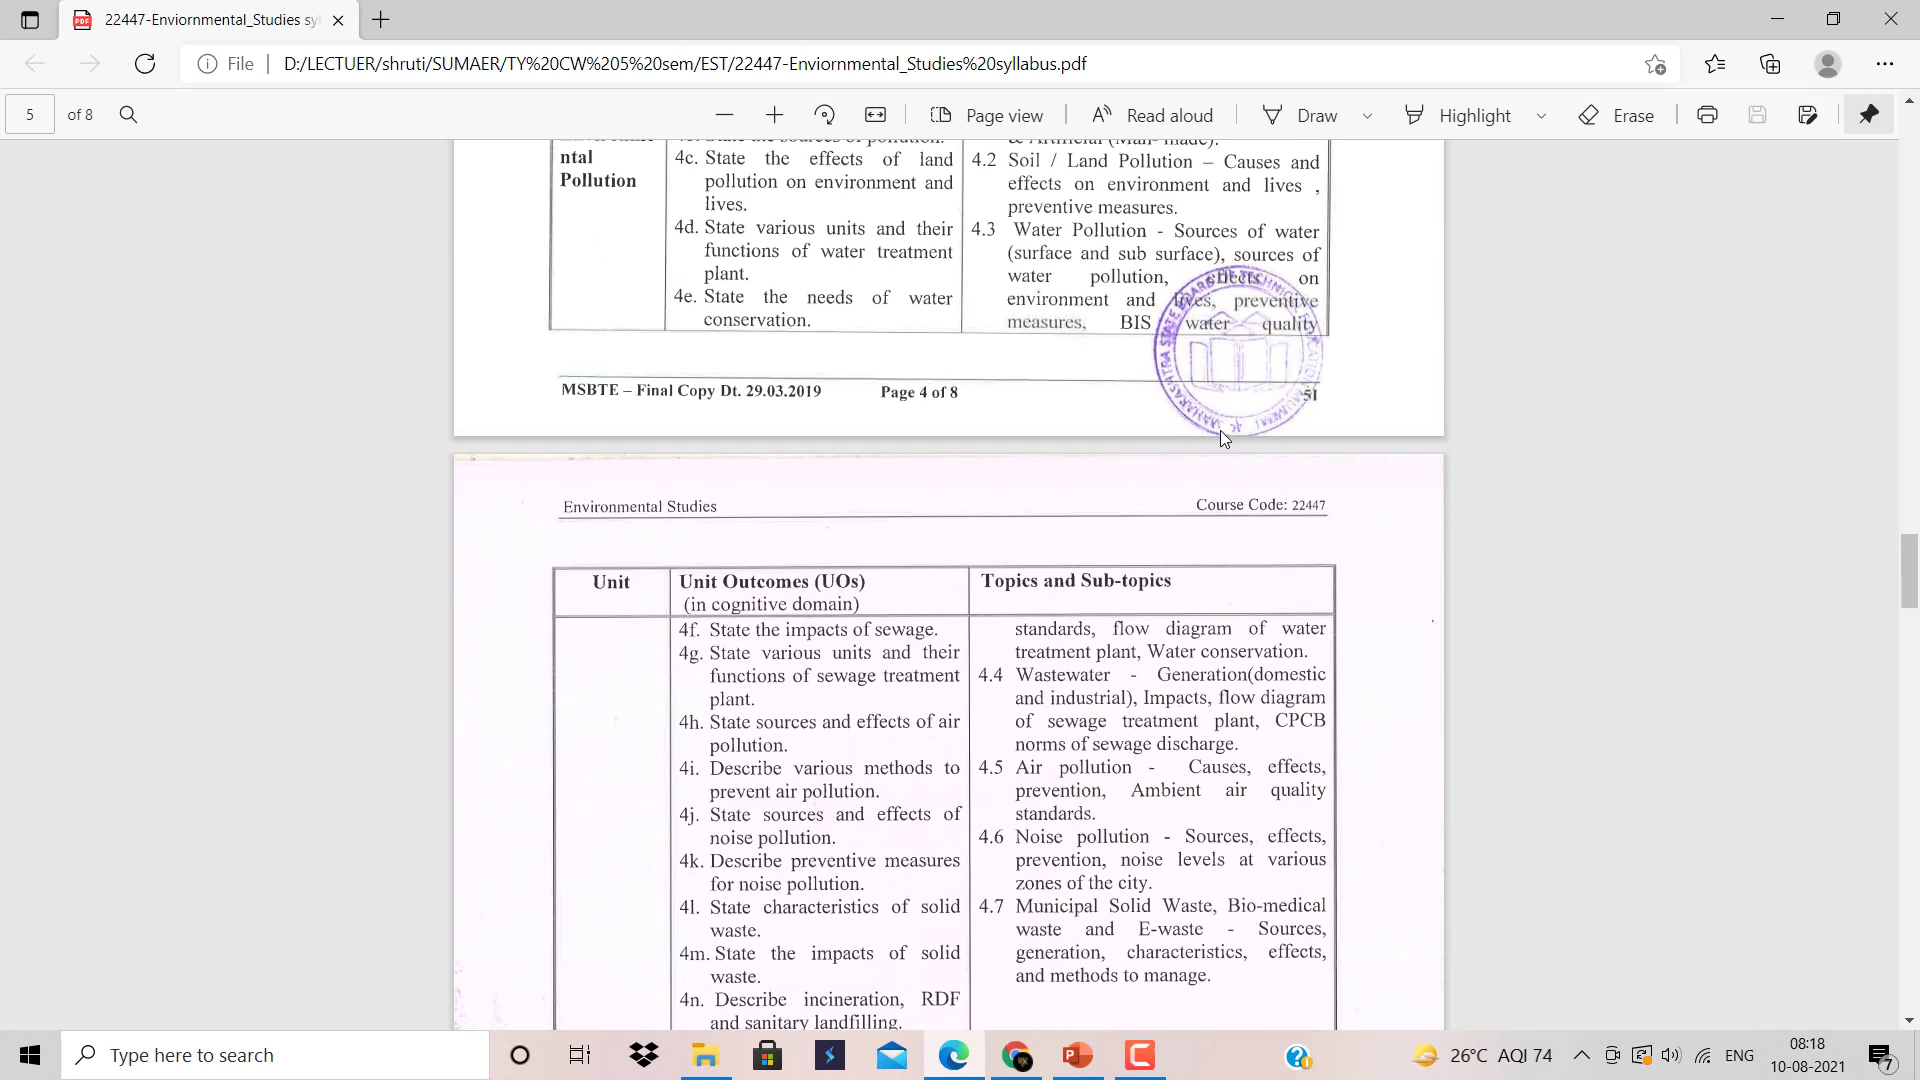 22447-Enviornmental_Studies syl
File
D:/LECTUER/shruti/SUMAER/TY%20CW%205%20sem/EST/22447-Enviornmental_Studies%20syllabus.pdf
5 of 8
Page view
Read aloud
Draw
Highlight
Erase
ntal
Pollution
4c. State the effects of land
pollution on environment and
lives.
4d. State various units and their
functions of water treatment
plant.
4e. State the needs of water
conservation.
& Artificial (Man- made).
4.2 Soil / Land Pollution – Causes and
effects on environment and lives ,
preventive measures.
4.3 Water Pollution - Sources of water
(surface and sub surface), sources of
water pollution, effects on
environment and lives, preventive
measures, BIS water quality
MSBTE – Final Copy Dt. 29.03.2019
Page 4 of 8
Environmental Studies
Course Code: 22447
Unit
Unit Outcomes (UOs)
(in cognitive domain)
Topics and Sub-topics
4f. State the impacts of sewage.
4g. State various units and their
functions of sewage treatment
plant.
4h. State sources and effects of air
pollution.
4i. Describe various methods to
prevent air pollution.
4j. State sources and effects of
noise pollution.
4k. Describe preventive measures
for noise pollution.
4l. State characteristics of solid
waste.
4m. State the impacts of solid
waste.
4n. Describe incineration, RDF
and sanitary landfilling.
standards, flow diagram of water
treatment plant, Water conservation.
4.4 Wastewater - Generation(domestic
and industrial), Impacts, flow diagram
of sewage treatment plant, CPCB
norms of sewage discharge.
4.5 Air pollution - Causes, effects,
prevention, Ambient air quality
standards.
4.6 Noise pollution - Sources, effects,
prevention, noise levels at various
zones of the city.
4.7 Municipal Solid Waste, Bio-medical
waste and E-waste - Sources,
generation, characteristics, effects,
and methods to manage.
Type here to search
26°C AQI 74
ENG
08:18
10-08-2021
7